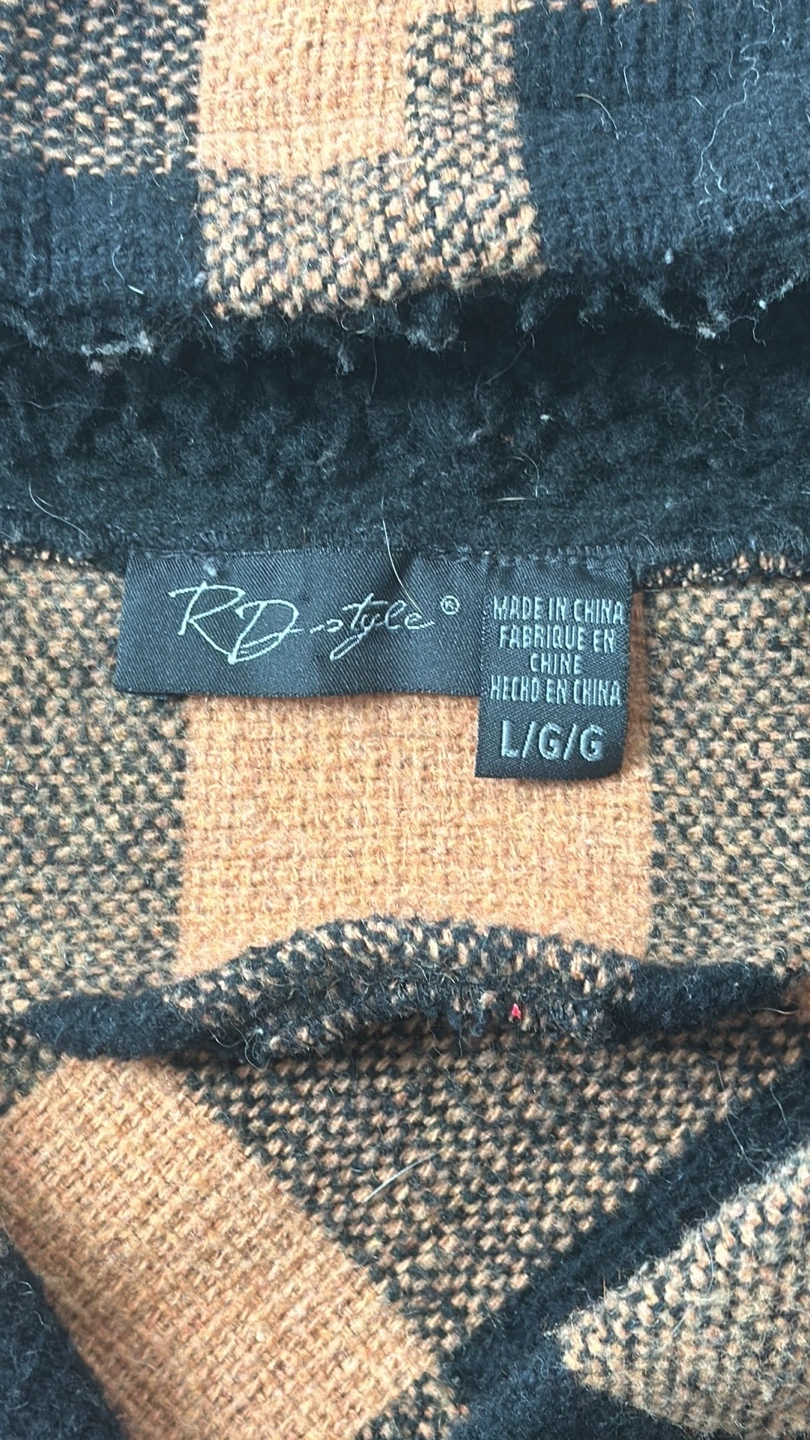 RD style ®
MADE IN CHINA
FABRIQUE EN
CHINE
HECHO EN CHINA
L/G/G